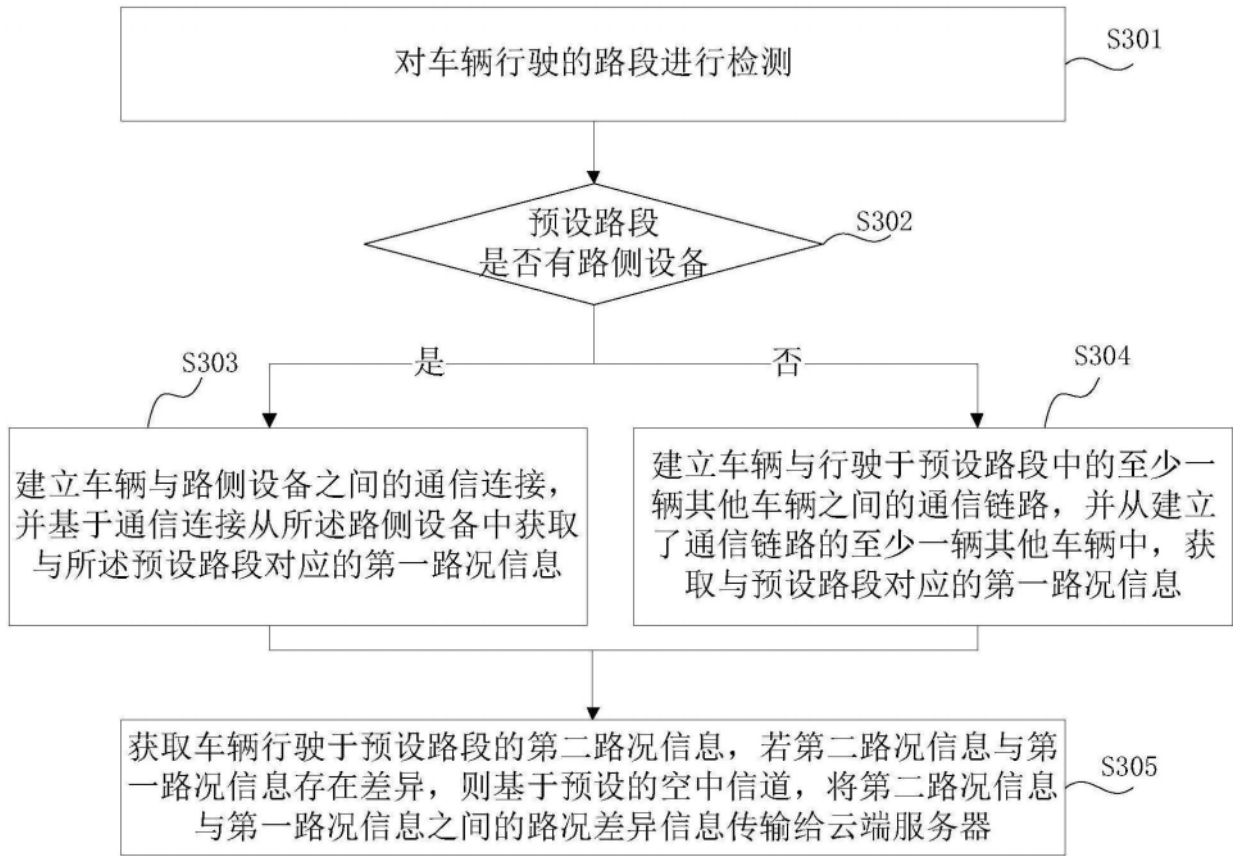 对车辆行驶的路段进行检测
S301
预设路段
是否有路侧设备
S302
是
否
S303
建立车辆与路侧设备之间的通信连接，
并基于通信连接从所述路侧设备中获取
与所述预设路段对应的第一路况信息
S304
建立车辆与行驶于预设路段中的至少一
辆其他车辆之间的通信链路，并从建立
了通信链路的至少一辆其他车辆中，获
取与预设路段对应的第一路况信息
获取车辆行驶于预设路段的第二路况信息，若第二路况信息与第
一路况信息存在差异，则基于预设的空中信道，将第二路况信息
与第一路况信息之间的路况差异信息传输给云端服务器
S305